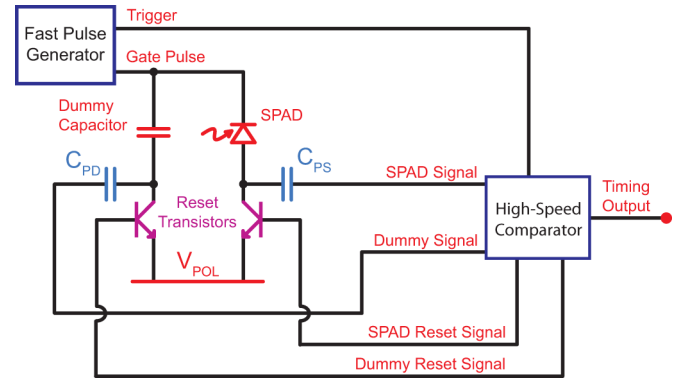 Trigger
Fast Pulse
Generator
Gate Pulse
Dummy
Capacitor
SPAD
CPD
CPS
SPAD Signal
Timing
Output
Reset
Transistors
High-Speed
Comparator
Dummy Signal
VPOL
SPAD Reset Signal
Dummy Reset Signal